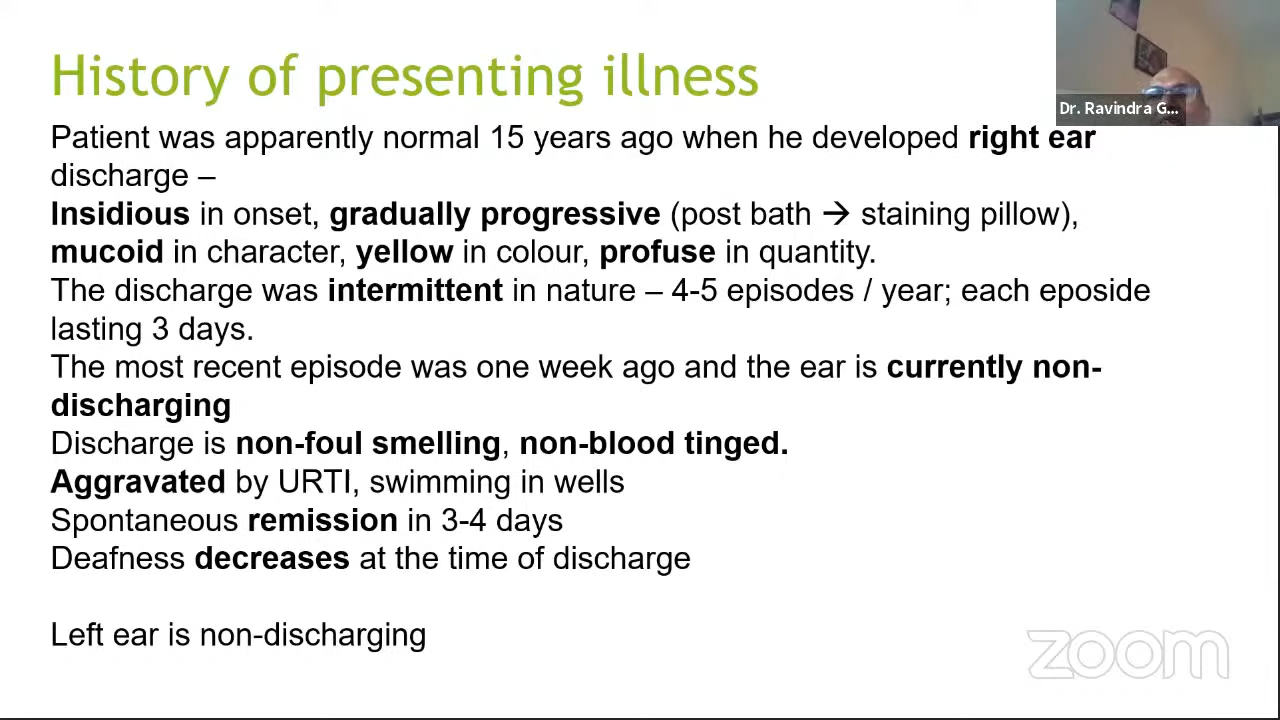 History of presenting illness
Dr. Ravindra G...
Patient was apparently normal 15 years ago when he developed right ear
discharge –
Insidious in onset, gradually progressive (post bath → staining pillow),
mucoid in character, yellow in colour, profuse in quantity.
The discharge was intermittent in nature – 4-5 episodes / year; each eposide
lasting 3 days.
The most recent episode was one week ago and the ear is currently non-
discharging
Discharge is non-foul smelling, non-blood tinged.
Aggravated by URTI, swimming in wells
Spontaneous remission in 3-4 days
Deafness decreases at the time of discharge
Left ear is non-discharging
zoom